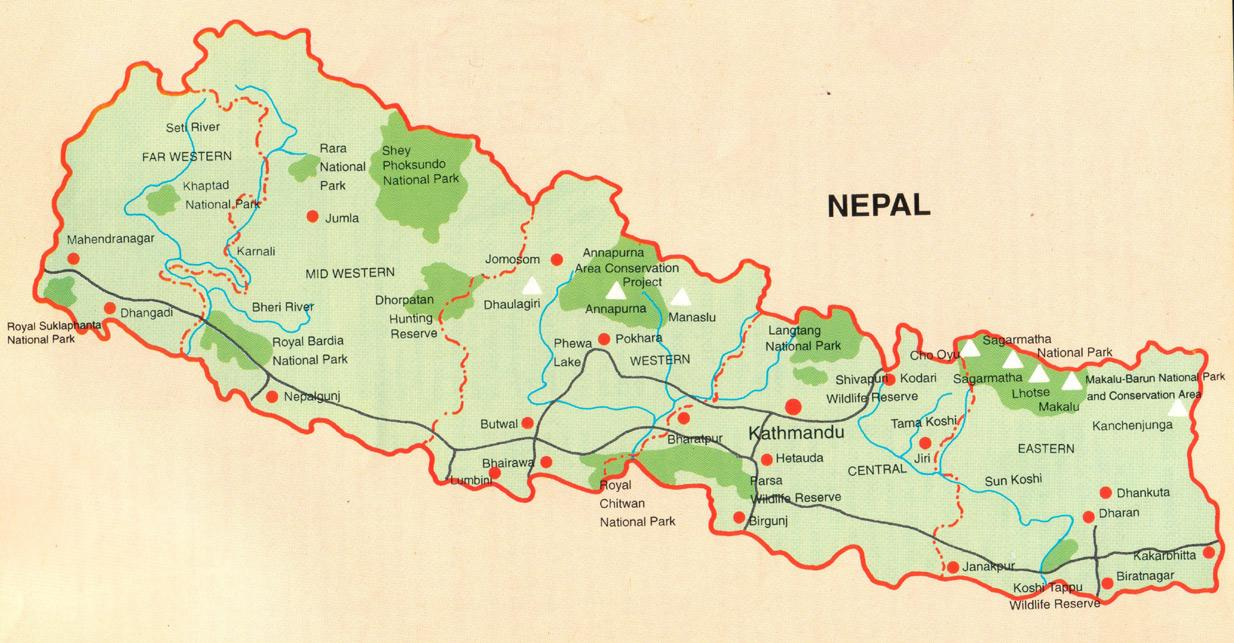 NEPAL
Seti River
FAR WESTERN
Khaptad
National Park
Rara
National
Park
Shey
Phoksundo
National Park
Jumla
Mahendranagar
Karnali
MID WESTERN
Dhangadi
Bheri River
Royal Suklaphanta
National Park
Royal Bardia
National Park
Nepalgunj
Dhorpatan
Hunting
Reserve
Jomosom
Dhaulagiri
Annapurna
Area Conservation
Project
Annapurna
Manaslu
Phewa
Lake
Pokhara
WESTERN
Butwal
Bhairawa
Lumbini
Bharatpur
Royal
Chitwan
National Park
Langtang
National Park
Shivapuri
Wildlife Reserve
Kodari
Kathmandu
Hetauda
Parsa
Wildlife Reserve
Birgunj
CENTRAL
Tama Koshi
Jiri
Cho Oyu
Sagarmatha
National Park
Sagarmatha
Lhotse
Makalu
Makalu-Barun National Park
and Conservation Area
Kanchenjunga
EASTERN
Sun Koshi
Dhankuta
Dharan
Janakpur
Koshi Tappu
Wildlife Reserve
Kakarbhitta
Biratnagar